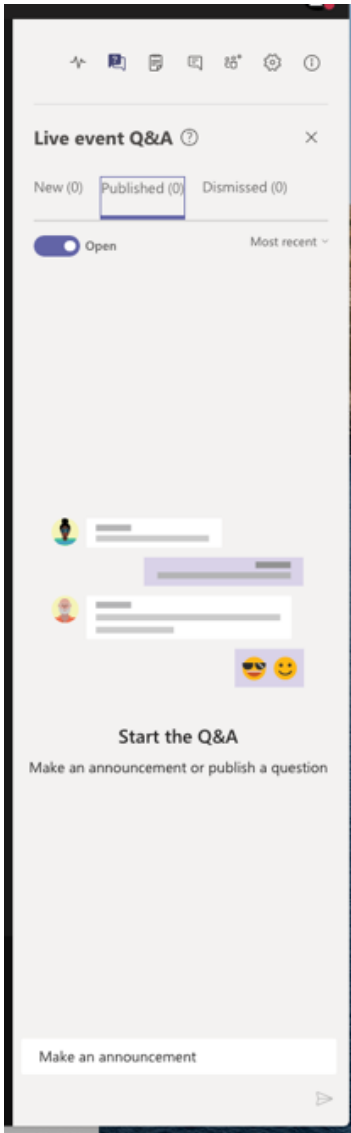 Live event Q&A
New (0) Published (0) Dismissed (0)
Open Most recent
Start the Q&A
Make an announcement or publish a question
Make an announcement